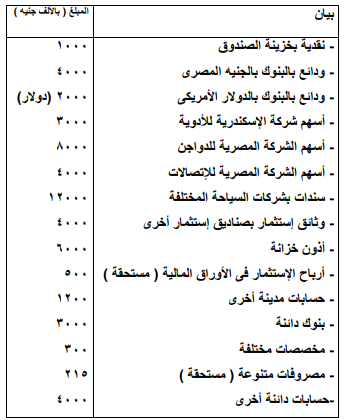 بيان	المبلغ ( بالألف جنيه )
- نقدية بخزينة الصندوق	١٠٠٠
- ودائع بالبنوك بالجنيه المصرى	٤٠٠٠
- ودائع بالبنوك بالدولار الأمريكى	٢٠٠٠ (دولار)
- أسهم شركة الإسكندرية للأدوية	٣٠٠٠
- أسهم الشركة المصرية للدواجن	٨٠٠٠
- أسهم الشركة المصرية للإتصالات	٤٠٠٠
- سندات بشركات السياحة المختلفة	١٢٠٠٠
- وثائق إستثمار بصناديق إستثمار أخرى	٤٠٠٠
- أذون خزانة	٦٠٠٠
- أرباح الإستثمار فى الأوراق المالية ( مستحقة )	٥٠٠
- حسابات مدينة أخرى	١٢٠٠
- بنوك دائنة	٣٠٠٠
- مخصصات مختلفة	٣٠٠
- مصروفات متنوعة ( مستحقة )	٢١٥
-حسابات دائنة أخرى	٤٠٠٠